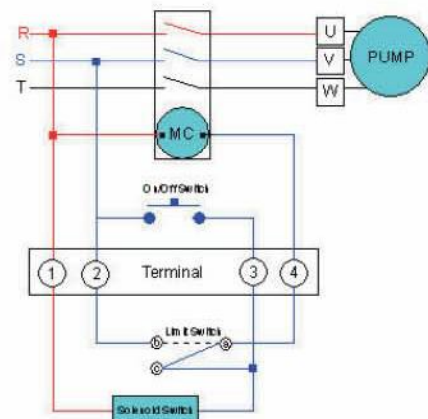 R
U
S
V
PUMP
T
W
MC
On/Off Switch
1
2
Terminal
3
4
Limit Switch
b
a
c
Solenoid Switch